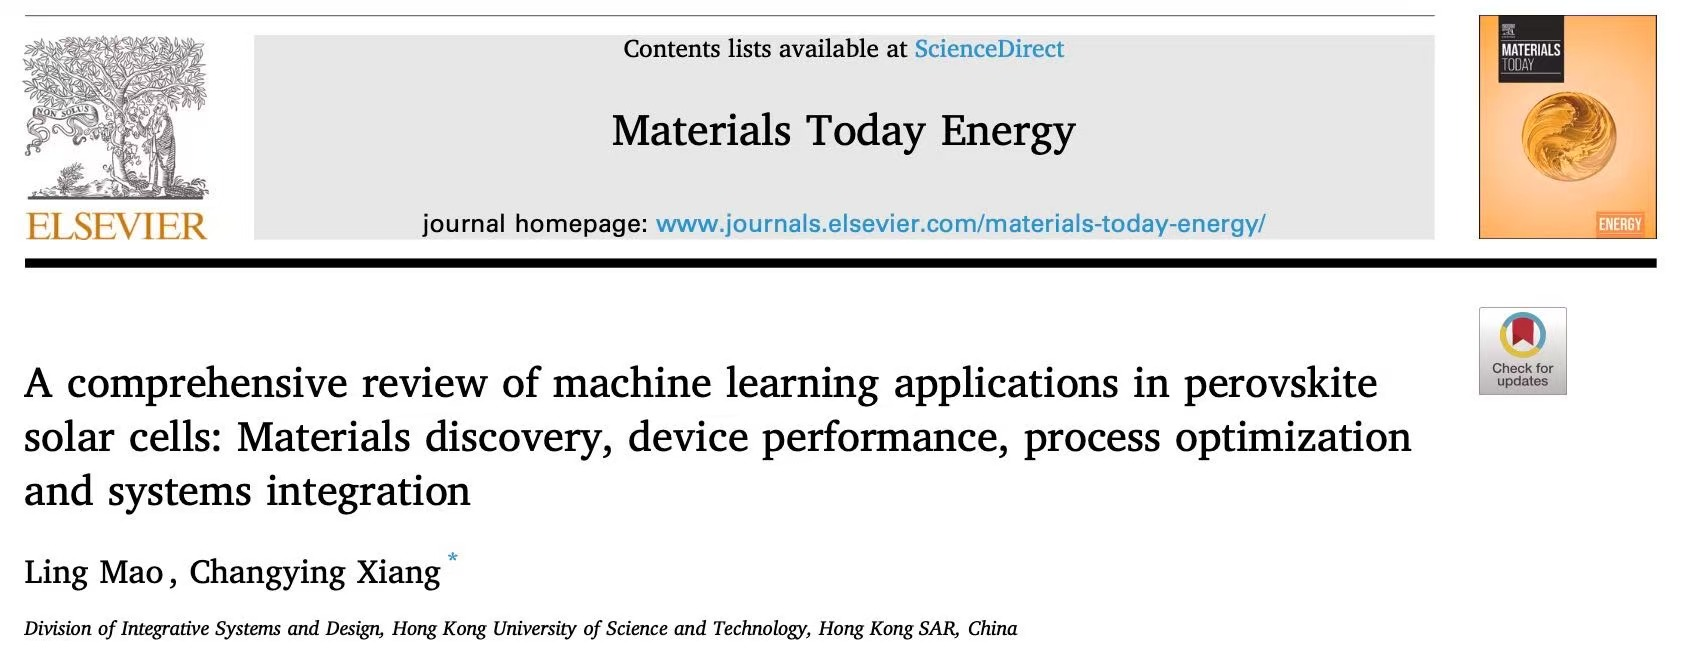 NON SOLUS
ELSEVIER
Contents lists available at ScienceDirect
Materials Today Energy
journal homepage: www.journals.elsevier.com/materials-today-energy/
MATERIALS
TODAY
ENERGY
Check for
updates
A comprehensive review of machine learning applications in perovskite
solar cells: Materials discovery, device performance, process optimization
and systems integration
Ling Mao, Changying Xiang *
Division of Integrative Systems and Design, Hong Kong University of Science and Technology, Hong Kong SAR, China